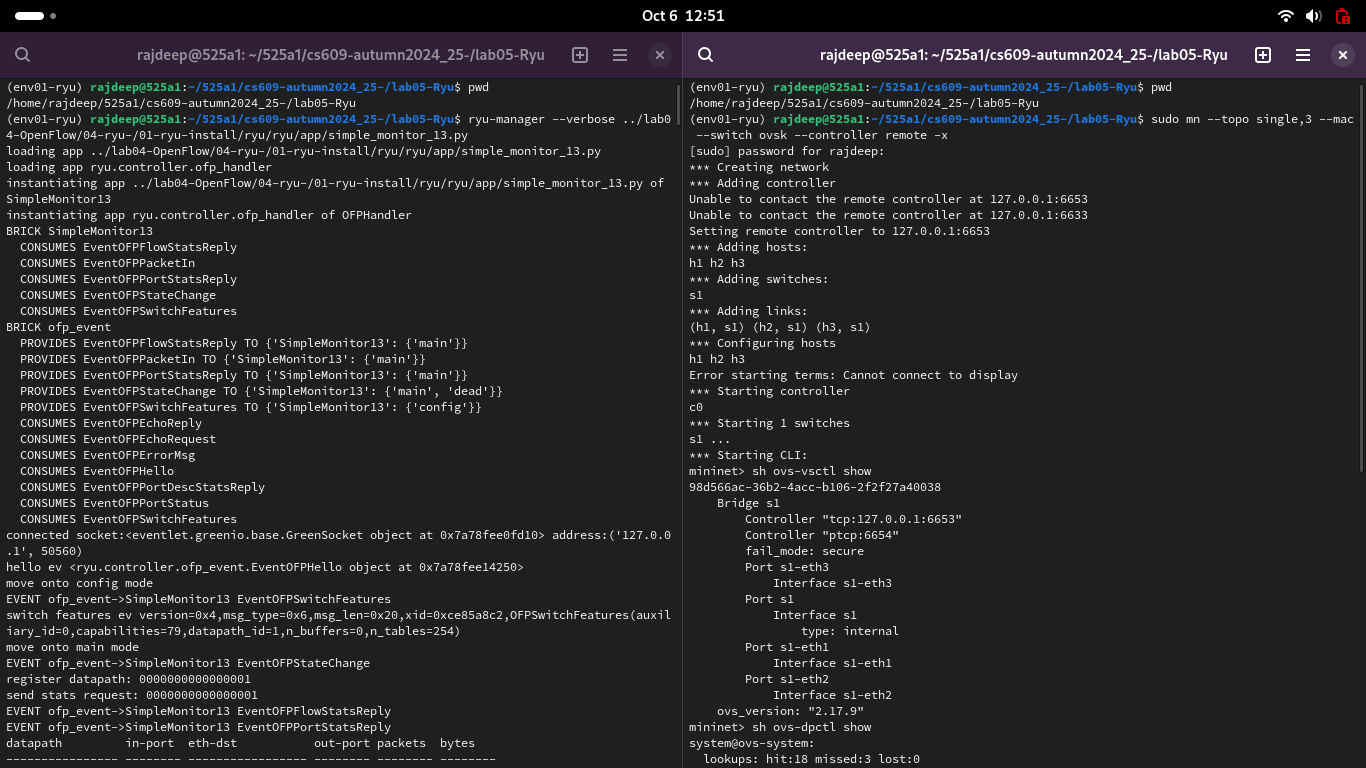 Oct 6 12:51
rajdeep@525a1: ~/525a1/cs609-autumn2024_25-/lab05-Ryu
(env01-ryu) rajdeep@525a1:~/525a1/cs609-autumn2024_25-/lab05-Ryu$ pwd
/home/rajdeep/525a1/cs609-autumn2024_25-/lab05-Ryu
(env01-ryu) rajdeep@525a1:~/525a1/cs609-autumn2024_25-/lab05-Ryu$ ryu-manager --verbose ../lab0
4-OpenFlow/04-ryu-/01-ryu-install/ryu/ryu/app/simple_monitor_13.py
loading app ../lab04-OpenFlow/04-ryu-/01-ryu-install/ryu/ryu/app/simple_monitor_13.py
loading app ryu.controller.ofp_handler
instantiating app ../lab04-OpenFlow/04-ryu-/01-ryu-install/ryu/ryu/app/simple_monitor_13.py of
SimpleMonitor13
instantiating app ryu.controller.ofp_handler of OFPHandler
BRICK SimpleMonitor13
  CONSUMES EventOFPFlowStatsReply
  CONSUMES EventOFPPacketIn
  CONSUMES EventOFPPortStatsReply
  CONSUMES EventOFPStateChange
  CONSUMES EventOFPSwitchFeatures
BRICK ofp_event
  PROVIDES EventOFPFlowStatsReply TO {'SimpleMonitor13': {'main'}}
  PROVIDES EventOFPPacketIn TO {'SimpleMonitor13': {'main'}}
  PROVIDES EventOFPPortStatsReply TO {'SimpleMonitor13': {'main'}}
  PROVIDES EventOFPStateChange TO {'SimpleMonitor13': {'main', 'dead'}}
  PROVIDES EventOFPSwitchFeatures TO {'SimpleMonitor13': {'config'}}
  CONSUMES EventOFPEchoReply
  CONSUMES EventOFPEchoRequest
  CONSUMES EventOFPErrorMsg
  CONSUMES EventOFPHello
  CONSUMES EventOFPPortDescStatsReply
  CONSUMES EventOFPPortStatus
  CONSUMES EventOFPSwitchFeatures
connected socket:<eventlet.greenio.base.GreenSocket object at 0x7a78fee0fd10> address:('127.0.0
.1', 50560)
hello ev <ryu.controller.ofp_event.EventOFPHello object at 0x7a78fee14250>
move onto config mode
EVENT ofp_event->SimpleMonitor13 EventOFPSwitchFeatures
switch features ev version=0x4,msg_type=0x6,msg_len=0x20,xid=0xce85a8c2,OFPSwitchFeatures(auxil
iary_id=0,capabilities=79,datapath_id=1,n_buffers=0,n_tables=254)
move onto main mode
EVENT ofp_event->SimpleMonitor13 EventOFPStateChange
register datapath: 0000000000000001
send stats request: 0000000000000001
EVENT ofp_event->SimpleMonitor13 EventOFPFlowStatsReply
EVENT ofp_event->SimpleMonitor13 EventOFPPortStatsReply
datapath         in-port  eth-dst           out-port packets  bytes
---------------- -------- ----------------- -------- -------- --------
rajdeep@525a1: ~/525a1/cs609-autumn2024_25-/lab05-Ryu
(env01-ryu) rajdeep@525a1:~/525a1/cs609-autumn2024_25-/lab05-Ryu$ pwd
/home/rajdeep/525a1/cs609-autumn2024_25-/lab05-Ryu
(env01-ryu) rajdeep@525a1:~/525a1/cs609-autumn2024_25-/lab05-Ryu$ sudo mn --topo single,3 --mac
 --switch ovsk --controller remote -x
[sudo] password for rajdeep:
*** Creating network
*** Adding controller
Unable to contact the remote controller at 127.0.0.1:6653
Unable to contact the remote controller at 127.0.0.1:6633
Setting remote controller to 127.0.0.1:6653
*** Adding hosts:
h1 h2 h3
*** Adding switches:
s1
*** Adding links:
(h1, s1) (h2, s1) (h3, s1)
*** Configuring hosts
h1 h2 h3
Error starting terms: Cannot connect to display
*** Starting controller
c0
*** Starting 1 switches
s1 ...
*** Starting CLI:
mininet> sh ovs-vsctl show
98d566ac-36b2-4acc-b106-2f2f27a40038
    Bridge s1
        Controller "tcp:127.0.0.1:6653"
        Controller "ptcp:6654"
        fail_mode: secure
        Port s1-eth3
            Interface s1-eth3
        Port s1
            Interface s1
                type: internal
        Port s1-eth1
            Interface s1-eth1
        Port s1-eth2
            Interface s1-eth2
    ovs_version: "2.17.9"
mininet> sh ovs-dpctl show
system@ovs-system:
  lookups: hit:18 missed:3 lost:0